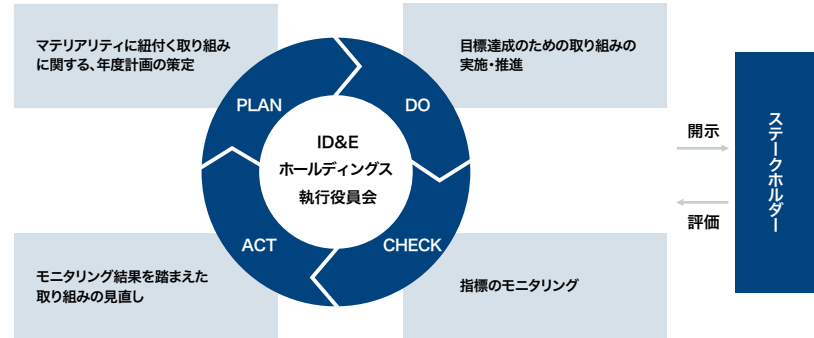 マテリアリティに紐付く取り組み
に関する、年度計画の策定
目標達成のための取り組みの
実施・推進
PLAN
DO
ID&E
ホールディングス
執行役員会
ACT
CHECK
モニタリング結果を踏まえた
取り組みの見直し
指標のモニタリング
開示
評価
ステークホルダー